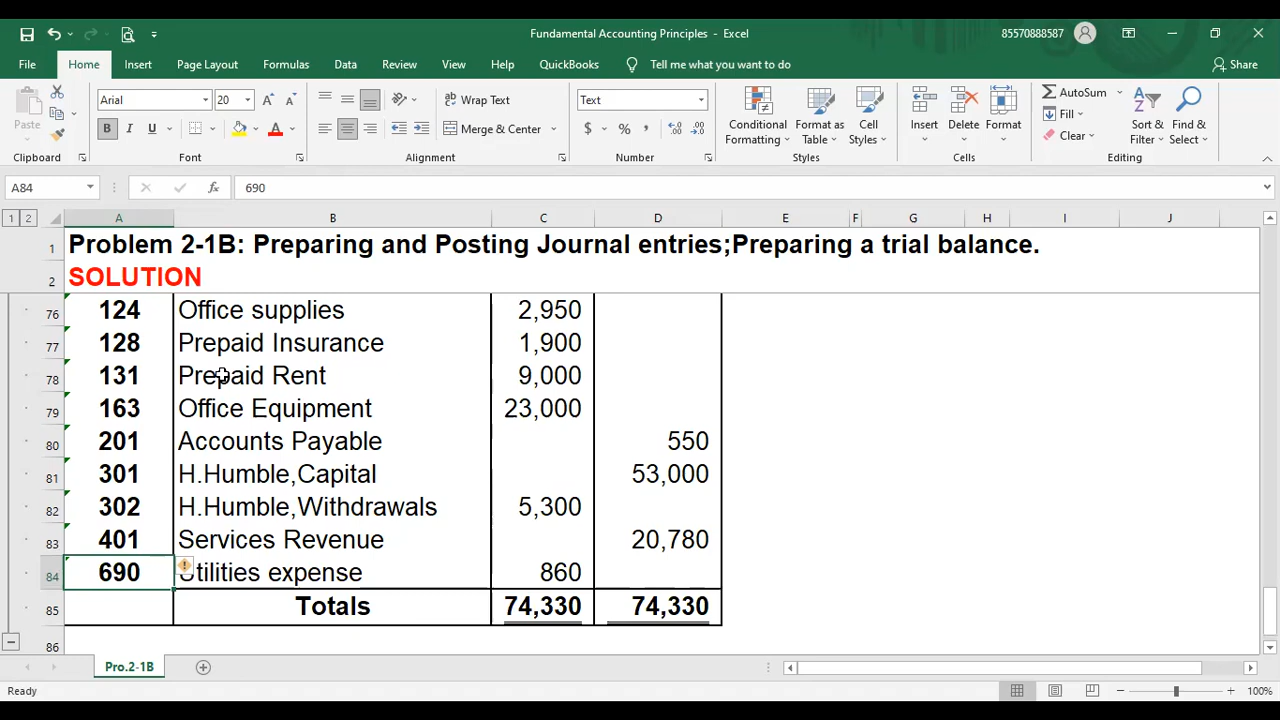 Fundamental Accounting Principles - Excel
85570888587
File Home Insert Page Layout Formulas Data Review View Help QuickBooks Tell me what you want to do Share
Paste
Arial 20
B I U
Wrap Text
Merge & Center
Text
$ % ,
Conditional Formatting
Format as Table
Cell Styles
Insert
Delete
Format
AutoSum
Fill
Clear
Sort & Filter
Find & Select
Clipboard Font Alignment Number Styles Cells Editing
A84 fx 690
1 2 A B C D E F G H I J
1 Problem 2-1B: Preparing and Posting Journal entries;Preparing a trial balance.
2 SOLUTION
76 124 Office supplies 2,950
77 128 Prepaid Insurance 1,900
78 131 Prepaid Rent 9,000
79 163 Office Equipment 23,000
80 201 Accounts Payable 550
81 301 H.Humble,Capital 53,000
82 302 H.Humble,Withdrawals 5,300
83 401 Services Revenue 20,780
84 690 Utilities expense 860
85 Totals 74,330 74,330
86
Pro.2-1B
Ready 100%